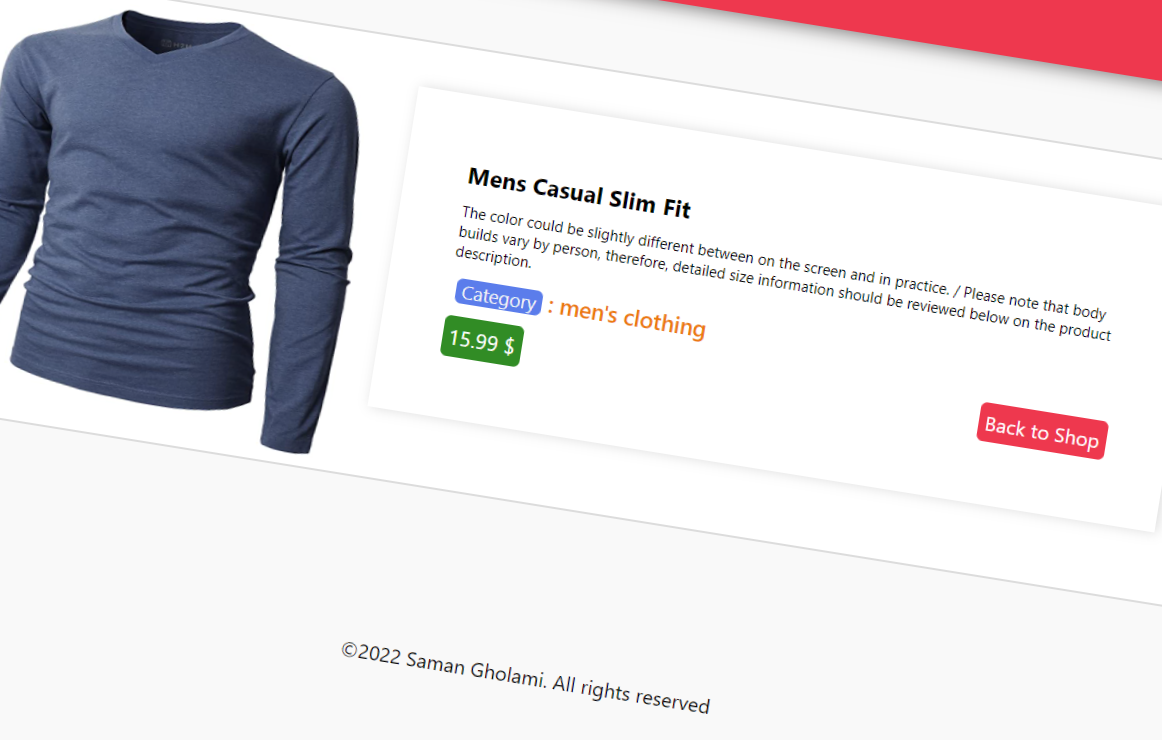 Mens Casual Slim Fit
The color could be slightly different between on the screen and in practice. / Please note that body
builds vary by person, therefore, detailed size information should be reviewed below on the product
description.
Category : men's clothing
15.99 $
Back to Shop
©2022 Saman Gholami. All rights reserved